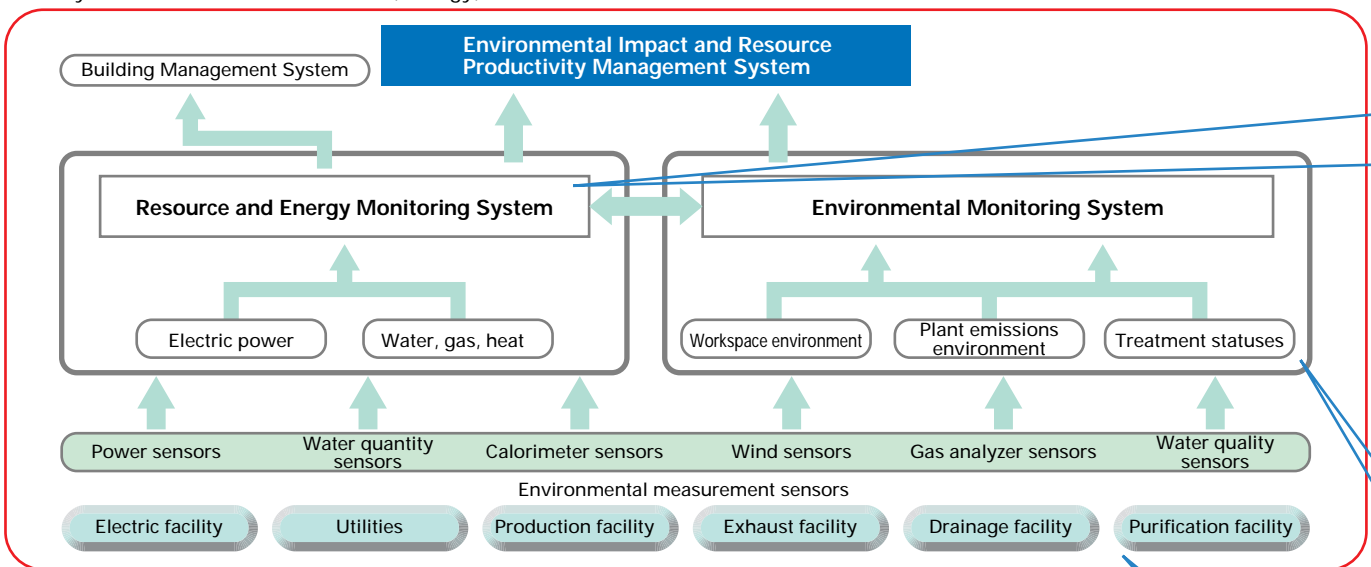 Environmental Impact and Resource
Productivity Management System
Building Management System
Resource and Energy Monitoring System
Environmental Monitoring System
Electric power
Water, gas, heat
Workspace environment
Plant emissions
environment
Treatment statuses
Power sensors
Water quantity
sensors
Calorimeter sensors
Wind sensors
Gas analyzer sensors
Water quality
sensors
Environmental measurement sensors
Electric facility
Utilities
Production facility
Exhaust facility
Drainage facility
Purification facility